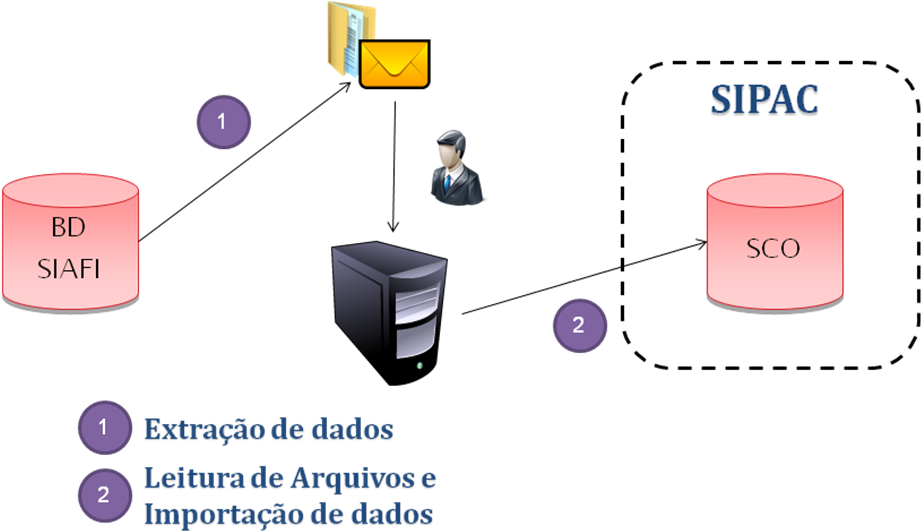 1
SIPAC
BD
SIAFI
SCO
2
1 Extração de dados
2 Leitura de Arquivos e
Importação de dados